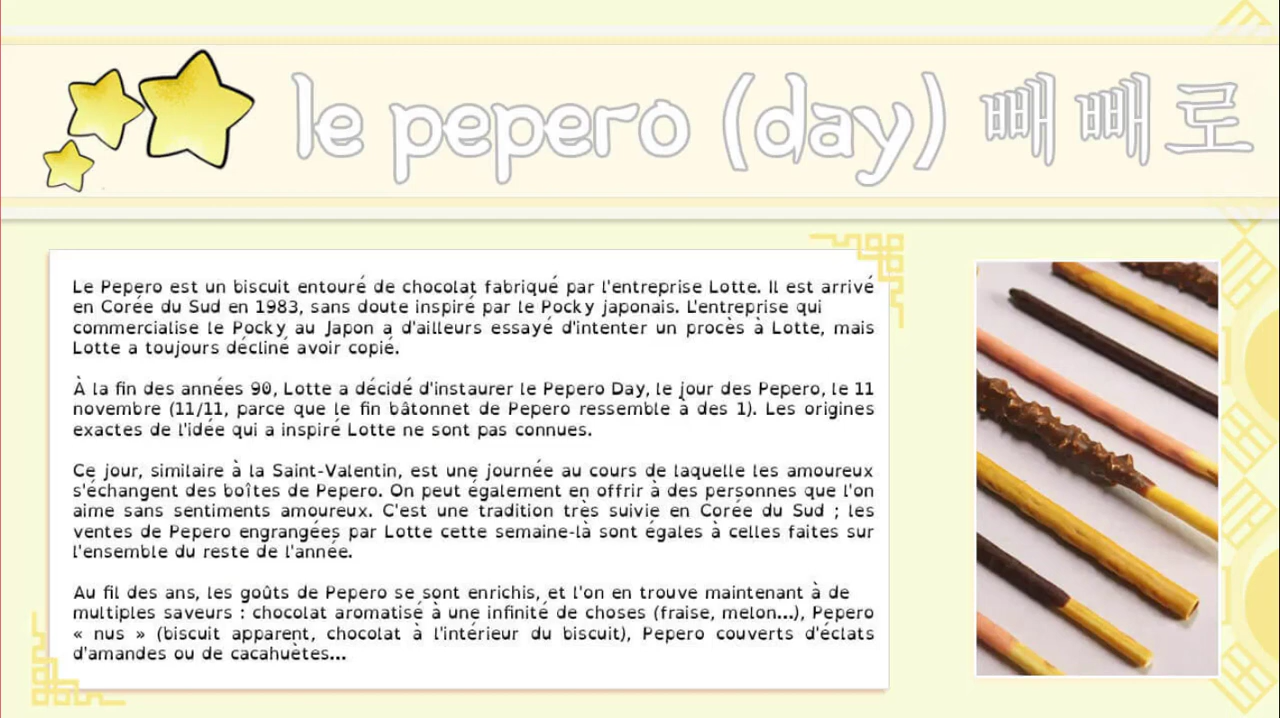 le pepero (day) 빼빼로
Le Pepero est un biscuit entouré de chocolat fabriqué par l'entreprise Lotte. Il est arrivé
en Corée du Sud en 1983, sans doute inspiré par le Pocky japonais. L'entreprise qui
commercialise le Pocky au Japon a d'ailleurs essayé d'intenter un procès à Lotte, mais
Lotte a toujours décliné avoir copié.
À la fin des années 90, Lotte a décidé d'instaurer le Pepero Day, le jour des Pepero, le 11
novembre (11/11, parce que le fin bâtonnet de Pepero ressemble à des 1). Les origines
exactes de l'idée qui a inspiré Lotte ne sont pas connues.
Ce jour, similaire à la Saint-Valentin, est une journée au cours de laquelle les amoureux
s'échangent des boîtes de Pepero. On peut également en offrir à des personnes que l'on
aime sans sentiments amoureux. C'est une tradition très suivie en Corée du Sud ; les
ventes de Pepero engrangées par Lotte cette semaine-là sont égales à celles faites sur
l'ensemble du reste de l'année.
Au fil des ans, les goûts de Pepero se sont enrichis, et l'on en trouve maintenant à de
multiples saveurs : chocolat aromatisé à une infinité de choses (fraise, melon...), Pepero
« nus » (biscuit apparent, chocolat à l'intérieur du biscuit), Pepero couverts d'éclats
d'amandes ou de cacahuètes...